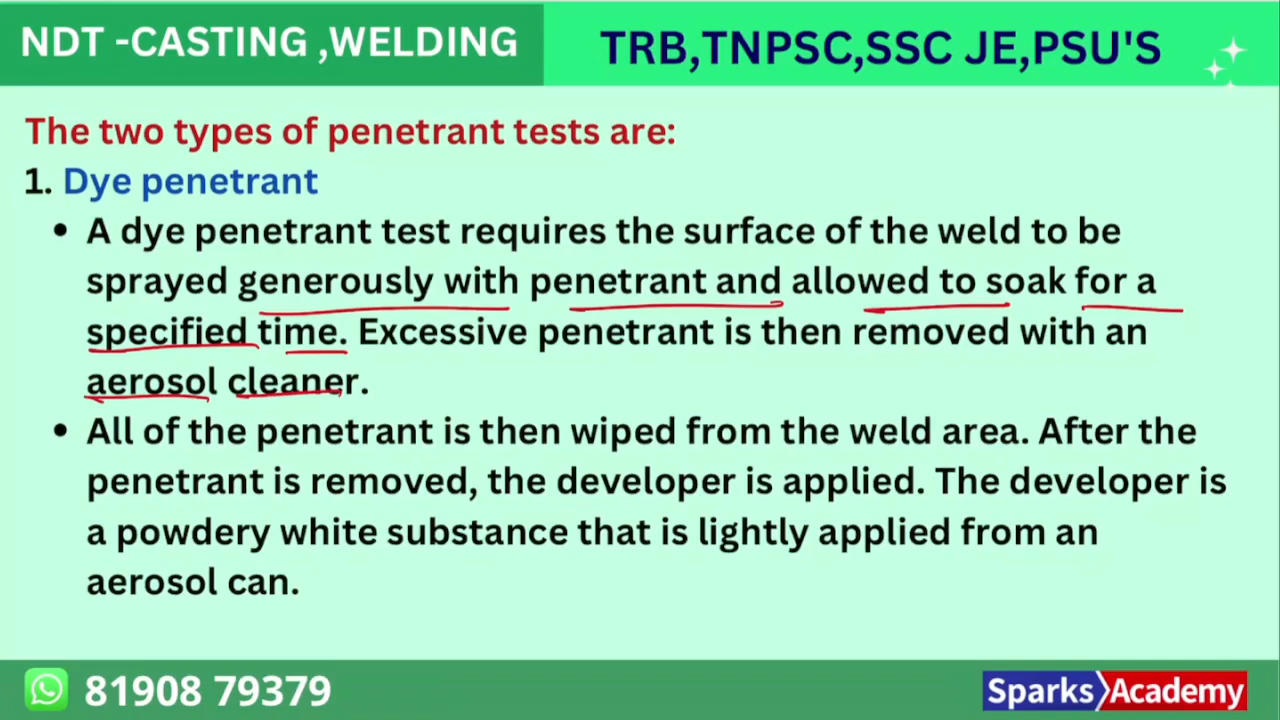 NDT -CASTING ,WELDING
TRB,TNPSC,SSC JE,PSU'S
The two types of penetrant tests are:
1. Dye penetrant
• A dye penetrant test requires the surface of the weld to be
sprayed generously with penetrant and allowed to soak for a
specified time. Excessive penetrant is then removed with an
aerosol cleaner.
• All of the penetrant is then wiped from the weld area. After the
penetrant is removed, the developer is applied. The developer is
a powdery white substance that is lightly applied from an
aerosol can.
81908 79379
Sparks Academy